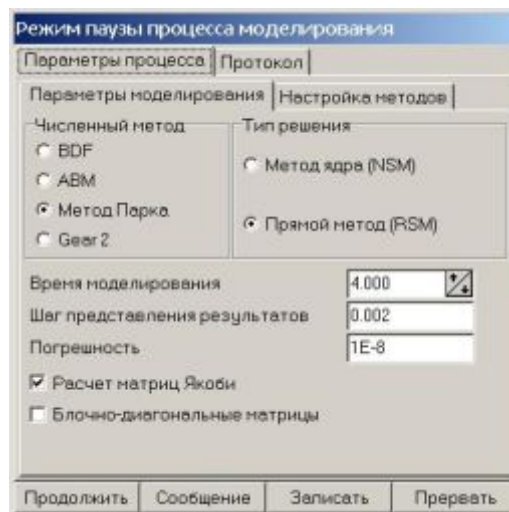 Режим паузы процесса моделирования
Параметры процесса Протокол
Параметры моделирования Настройка методов
Численный метод
BDF
ABM
Метод Парка
Gear 2
Тип решения
Метод ядра (NSM)
Прямой метод (RSM)
Время моделирования 4.000
Шаг представления результатов 0.002
Погрешность 1E-8
Расчет матриц Якоби
Блочно-диагональные матрицы
Продолжить Сообщение Записать Прервать